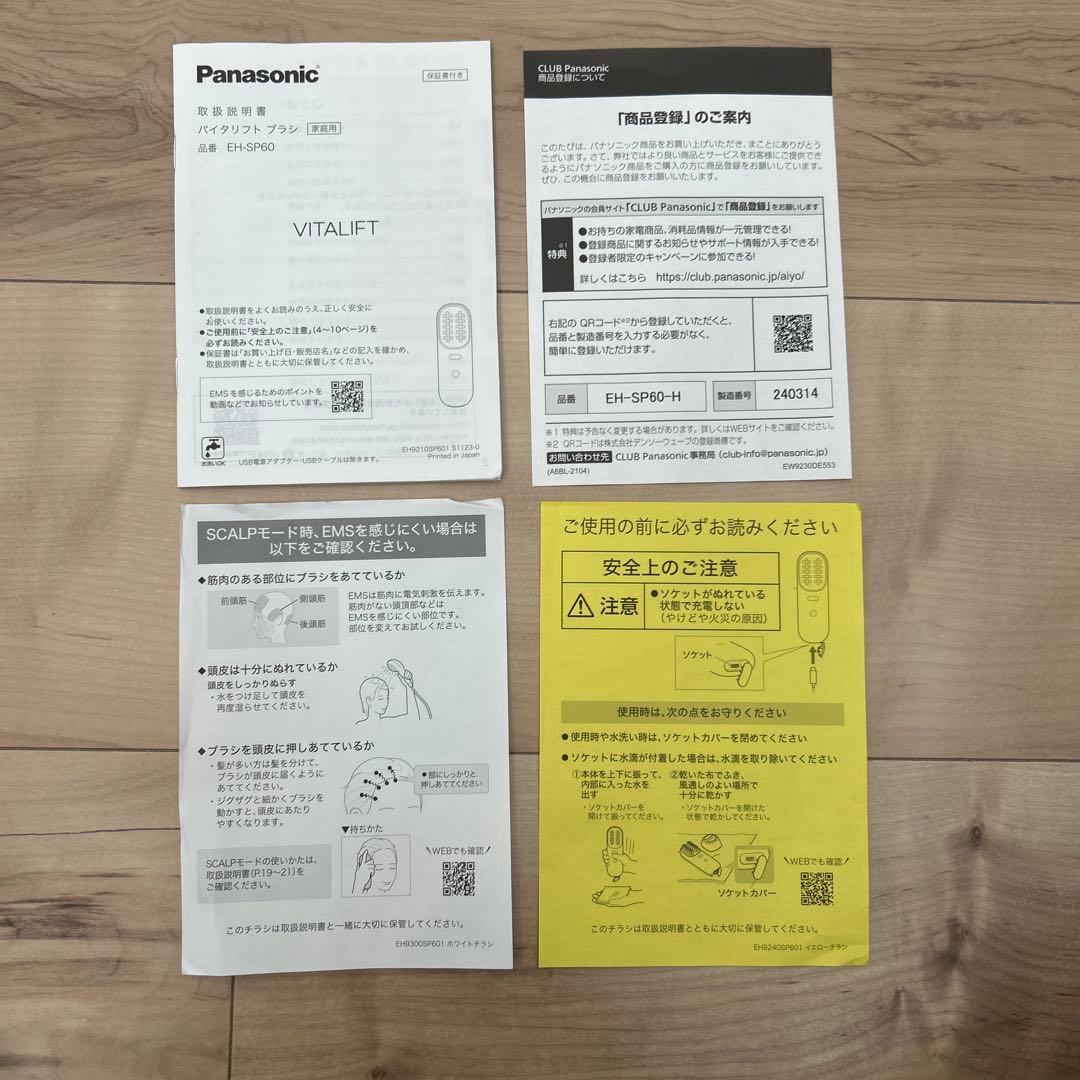 Panasonic
保証書付き
取扱説明書
バイタリフト ブラシ 家庭用
品番 EH-SP60
VITALIFT
●取扱説明書をよくお読みのうえ、正しく安全に
お使いください。
●ご使用前に「安全上のご注意」(4～10ページ)を
必ずお読みください。
●保証書は「お買い上げ日・販売店名」などの記入を確かめ、
取扱説明書とともに大切に保管してください。
EMSを感じるためのポイントを
動画などでお知らせしています。
水洗いOK
USB電源アダプター・USBケーブルは除きます。
EH9210SP601 S1123-0
Printed in Japan
CLUB Panasonic
商品登録について
「商品登録」のご案内
このたびは、パナソニック商品をお買い上げいただき、まことにありがとう
ございます。さて、弊社ではより良い商品とサービスをお客様にご提供でき
るようにパナソニック商品をご購入の方に商品登録をお願いしています。
ぜひ、この機会に商品登録をお願いいたします。
パナソニックの会員サイト「CLUB Panasonic」で「商品登録」をお願いします
※1
特典
●お持ちの家電商品、消耗品情報が一元管理できる!
●登録商品に関するお知らせやサポート情報が入手できる!
●登録者限定のキャンペーンに参加できる!
詳しくはこちら https://club.panasonic.jp/aiyo/
右記の QRコード※2から登録していただくと、
品番と製造番号を入力する必要がなく、
簡単に登録いただけます。
品番 EH-SP60-H 製造番号 240314
※1 特典は予告なく変更する場合があります。詳しくはWEBサイトをご確認ください。
※2 QRコードは株式会社デンソーウェーブの登録商標です。
お問い合わせ先 CLUB Panasonic 事務局(club-info@panasonic.jp)
(A6BL-2104)
EW9230DE553
SCALPモード時、EMSを感じにくい場合は
以下をご確認ください。
◆筋肉のある部位にブラシをあてているか
前頭筋
側頭筋
後頭筋
EMSは筋肉に電気刺激を伝えます。
筋肉がない頭頂部などは
EMSを感じにくい部位です。
部位を変えてお試しください。
◆頭皮は十分にぬれているか
頭皮をしっかりぬらす
・水をつけ足して頭皮を
再度湿らせてください。
◆ブラシを頭皮に押しあてているか
・髪が多い方は髪を分けて、
ブラシが頭皮に届くように
あててください。
・ジグザグと細かくブラシを
動かすと、頭皮にあたり
やすくなります。
●部にしっかりと
押しあててください
▼持ちかた
SCALPモードの使いかたは、
取扱説明書(P.19～21)を
ご確認ください。
WEBでも確認
このチラシは取扱説明書と一緒に大切に保管してください。
EH9300SP601 ホワイトチラシ
ご使用の前に必ずお読みください
安全上のご注意
注意
●ソケットがぬれている
状態で充電しない
(やけどや火災の原因)
ソケット
使用時は、次の点をお守りください
●使用時や水洗い時は、ソケットカバーを閉めてください
●ソケットに水滴が付着した場合は、水滴を取り除いてください
①本体を上下に振って、
内部に入った水を
出す
・ソケットカバーを
開けて振ってください。
②乾いた布でふき、
風通しのよい場所で
十分に乾かす
・ソケットカバーを開けた
状態で乾かしてください。
ソケットカバー
WEBでも確認
このチラシは取扱説明書とともに大切に保管してください。
EH9240SP601 イエローチラシ